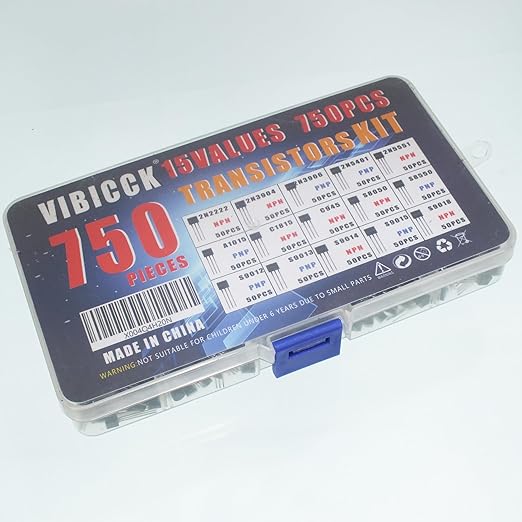 VIBICCK® 15VALUES 750PCS
TRANSISTORS KIT
750
PIECES
2N2222 NPN 50PCS
2N3904 NPN 50PCS
2N3906 PNP 50PCS
2N5401 PNP 50PCS
2N5551 NPN 50PCS
A1015 PNP 50PCS
C1815 NPN 50PCS
C945 NPN 50PCS
S8050 NPN 50PCS
S8550 PNP 50PCS
S9012 PNP 50PCS
S9013 NPN 50PCS
S9014 NPN 50PCS
S9015 PNP 50PCS
S9018 NPN 50PCS
X004C4H20N
MADE IN CHINA
WARNING:NOT SUITABLE FOR CHILDREN UNDER 6 YEARS DUE TO SMALL PARTS